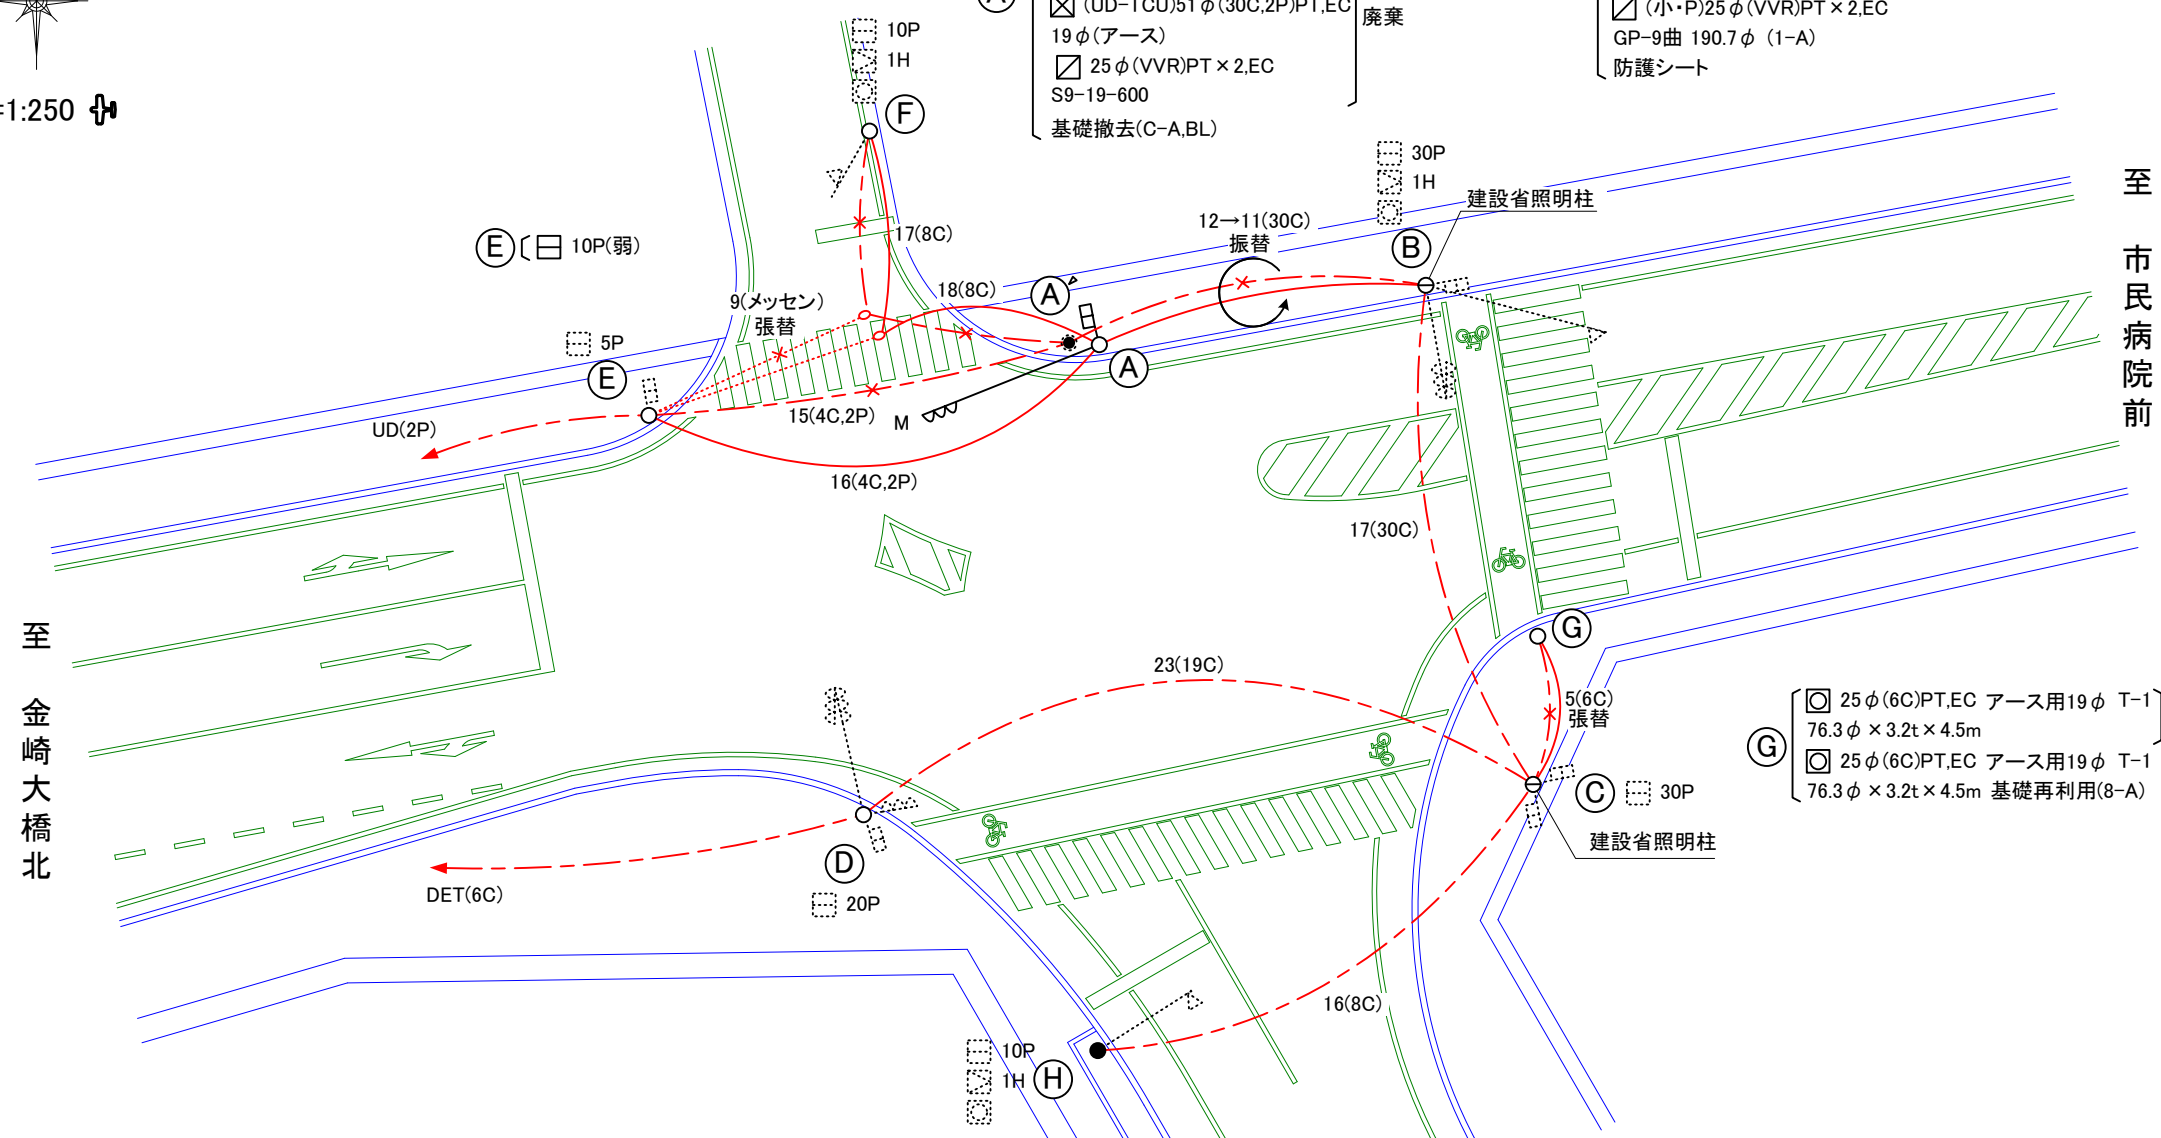 (UD-TCU)51φ(30C,2P)PT,EC
19φ(アース)
25φ(VVR)PT×2,EC
S9-19-600
基礎撤去(C-A,BL)
廃棄
(小・P)25φ(VVR)PT×2,EC
GP-9曲 190.7φ (1-A)
防護シート
=1:250
10P
1H
F
30P
1H
建設省照明柱
B
12→11(30C)
振替
至 市民病院前
E
10P(弱)
17(8C)
18(8C)
A'
A
9(メッセン)
張替
5P
E
UD(2P)
15(4C,2P)
M
16(4C,2P)
17(30C)
至 金崎大橋北
G
23(19C)
5(6C)
張替
G
25φ(6C)PT,EC アース用19φ T-1
76.3φ×3.2t×4.5m
25φ(6C)PT,EC アース用19φ T-1
76.3φ×3.2t×4.5m 基礎再利用(8-A)
C
30P
建設省照明柱
D
20P
DET(6C)
16(8C)
10P
1H
H